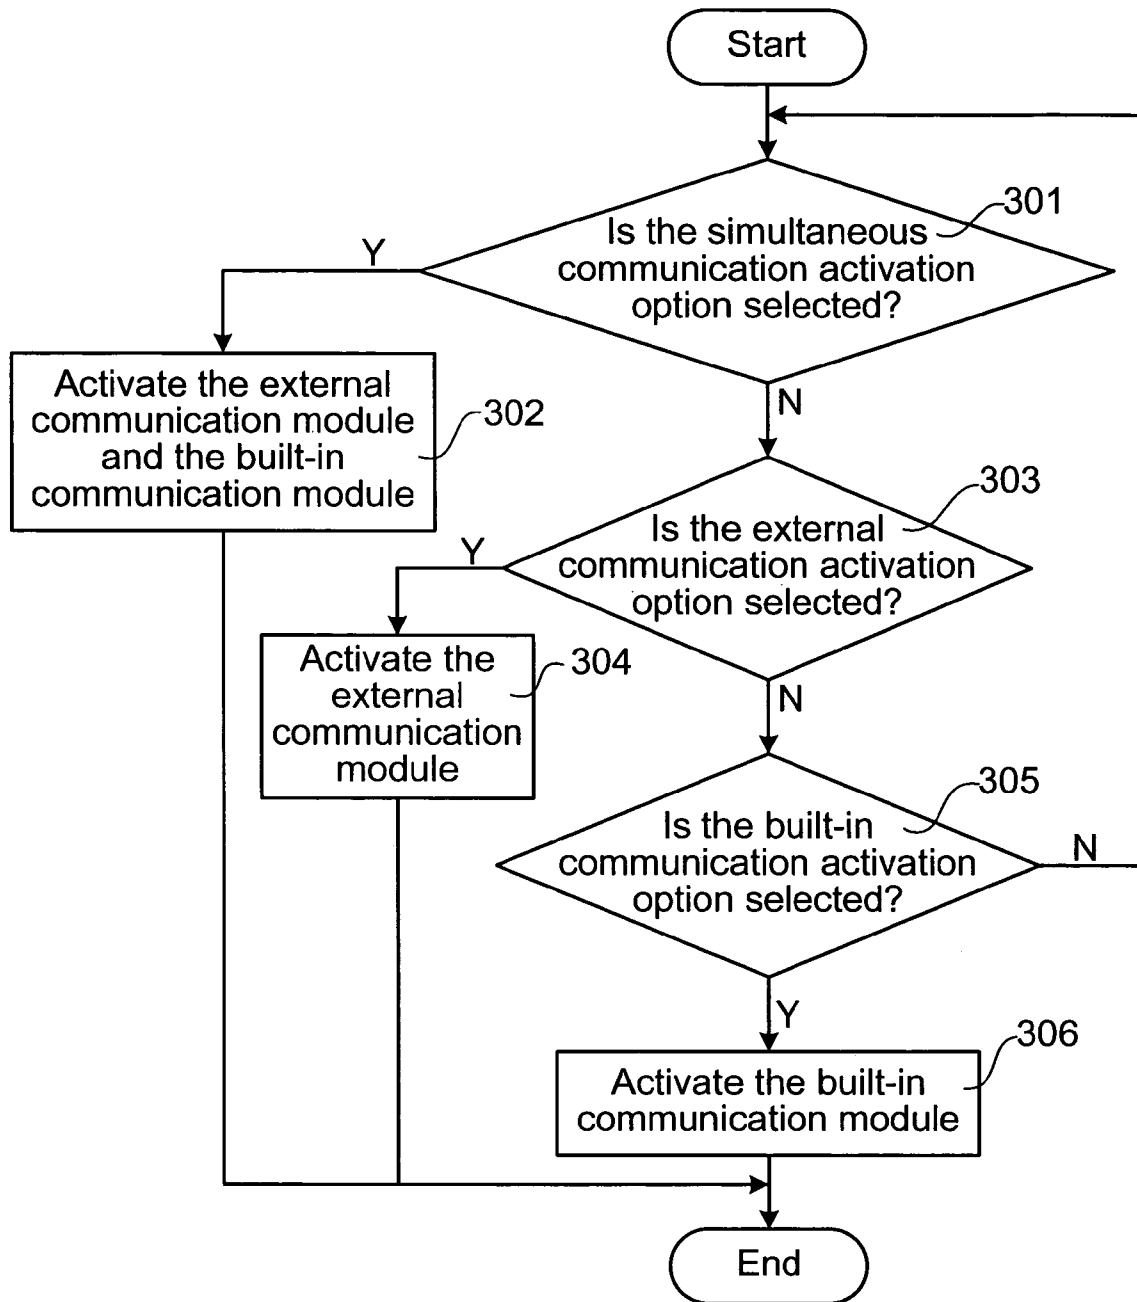 Start
301
Is the simultaneous
communication activation
option selected?
Y
N
Activate the external
communication module
and the built-in
communication module
302
303
Is the external
communication activation
option selected?
Y
N
Activate the
external
communication
module
304
305
Is the built-in
communication activation
option selected?
N
Y
306
Activate the built-in
communication module
End